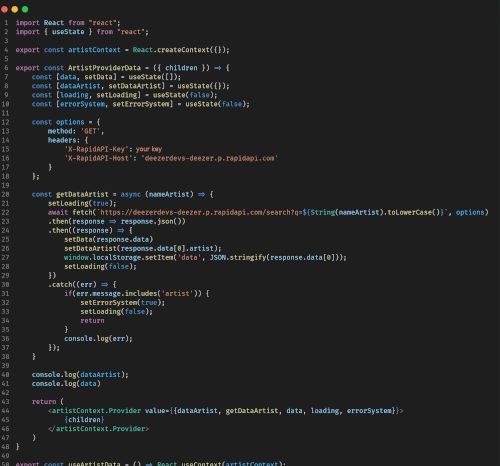 1 import React from "react";
2 import { useState } from "react";
3
4 export const artistContext = React.createContext({});
5
6 export const ArtistProviderData = ({ children }) => {
7 const [data, setData] = useState([]);
8 const [dataArtist, setDataArtist] = useState({});
9 const [loading, setLoading] = useState(false);
10 const [errorSystem, setErrorSystem] = useState(false);
11
12 const options = {
13 method: 'GET',
14 headers: {
15 'X-RapidAPI-Key': your key
16 'X-RapidAPI-Host': 'deezerdevs-deezer.p.rapidapi.com'
17 }
18 };
19
20 const getDataArtist = async (nameArtist) => {
21 setLoading(true);
22 await fetch(`https://deezerdevs-deezer.p.rapidapi.com/search?q=${String(nameArtist).toLowerCase()}`, options)
23 .then(response => response.json())
24 .then((response) => {
25 setData(response.data)
26 setDataArtist(response.data[0].artist);
27 window.localStorage.setItem('data', JSON.stringify(response.data[0]));
28 setLoading(false);
29 })
30 .catch((err) => {
31 if(err.message.includes('artist')) {
32 setErrorSystem(true);
33 setLoading(false);
34 return
35 }
36 console.log(err);
37 });
38 }
39
40 console.log(dataArtist);
41 console.log(data)
42
43 return (
44 <artistContext.Provider value={{dataArtist, getDataArtist, data, loading, errorSystem}}>
45 {children}
46 </artistContext.Provider>
47 )
48 }
49
50 export const useArtistData = () => React.useContext(artistContext);